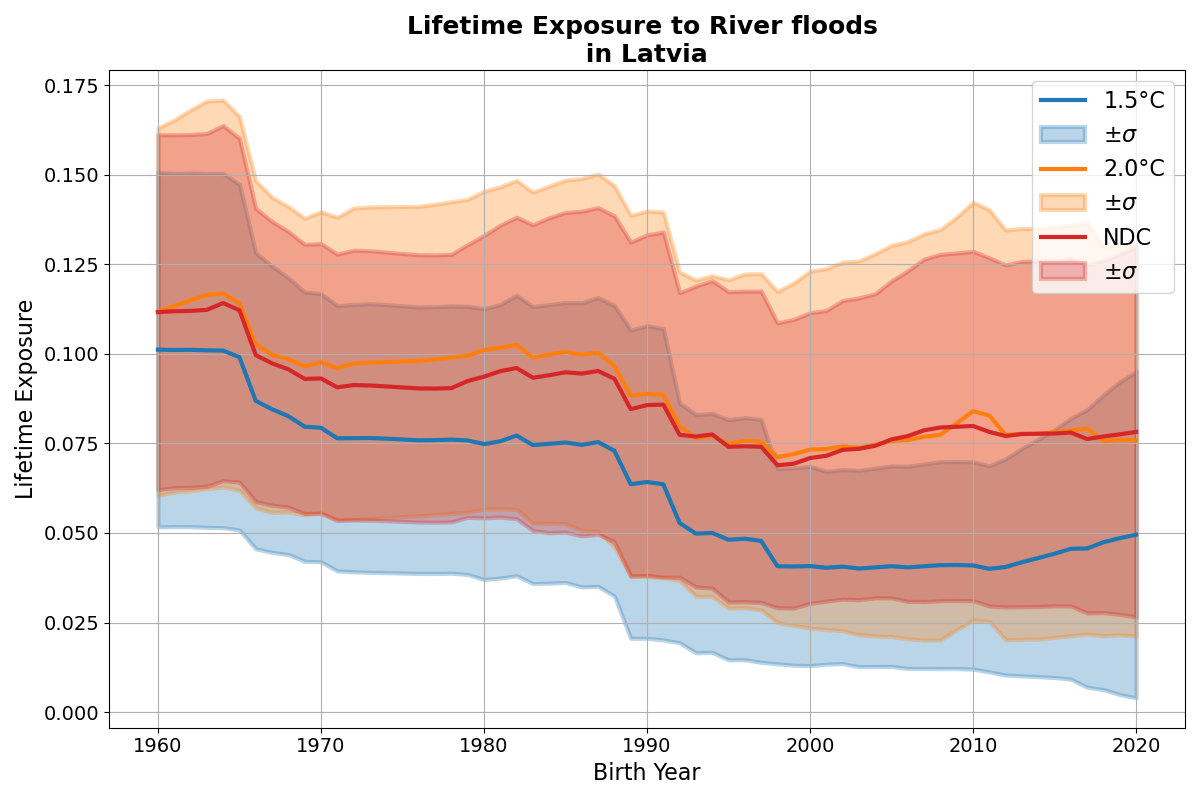 Lifetime Exposure to River floods
in Latvia
Lifetime Exposure
0.175
0.150
0.125
0.100
0.075
0.050
0.025
0.000
1960
1970
1980
1990
2000
2010
2020
Birth Year
1.5°C
±σ
2.0°C
±σ
NDC
±σ